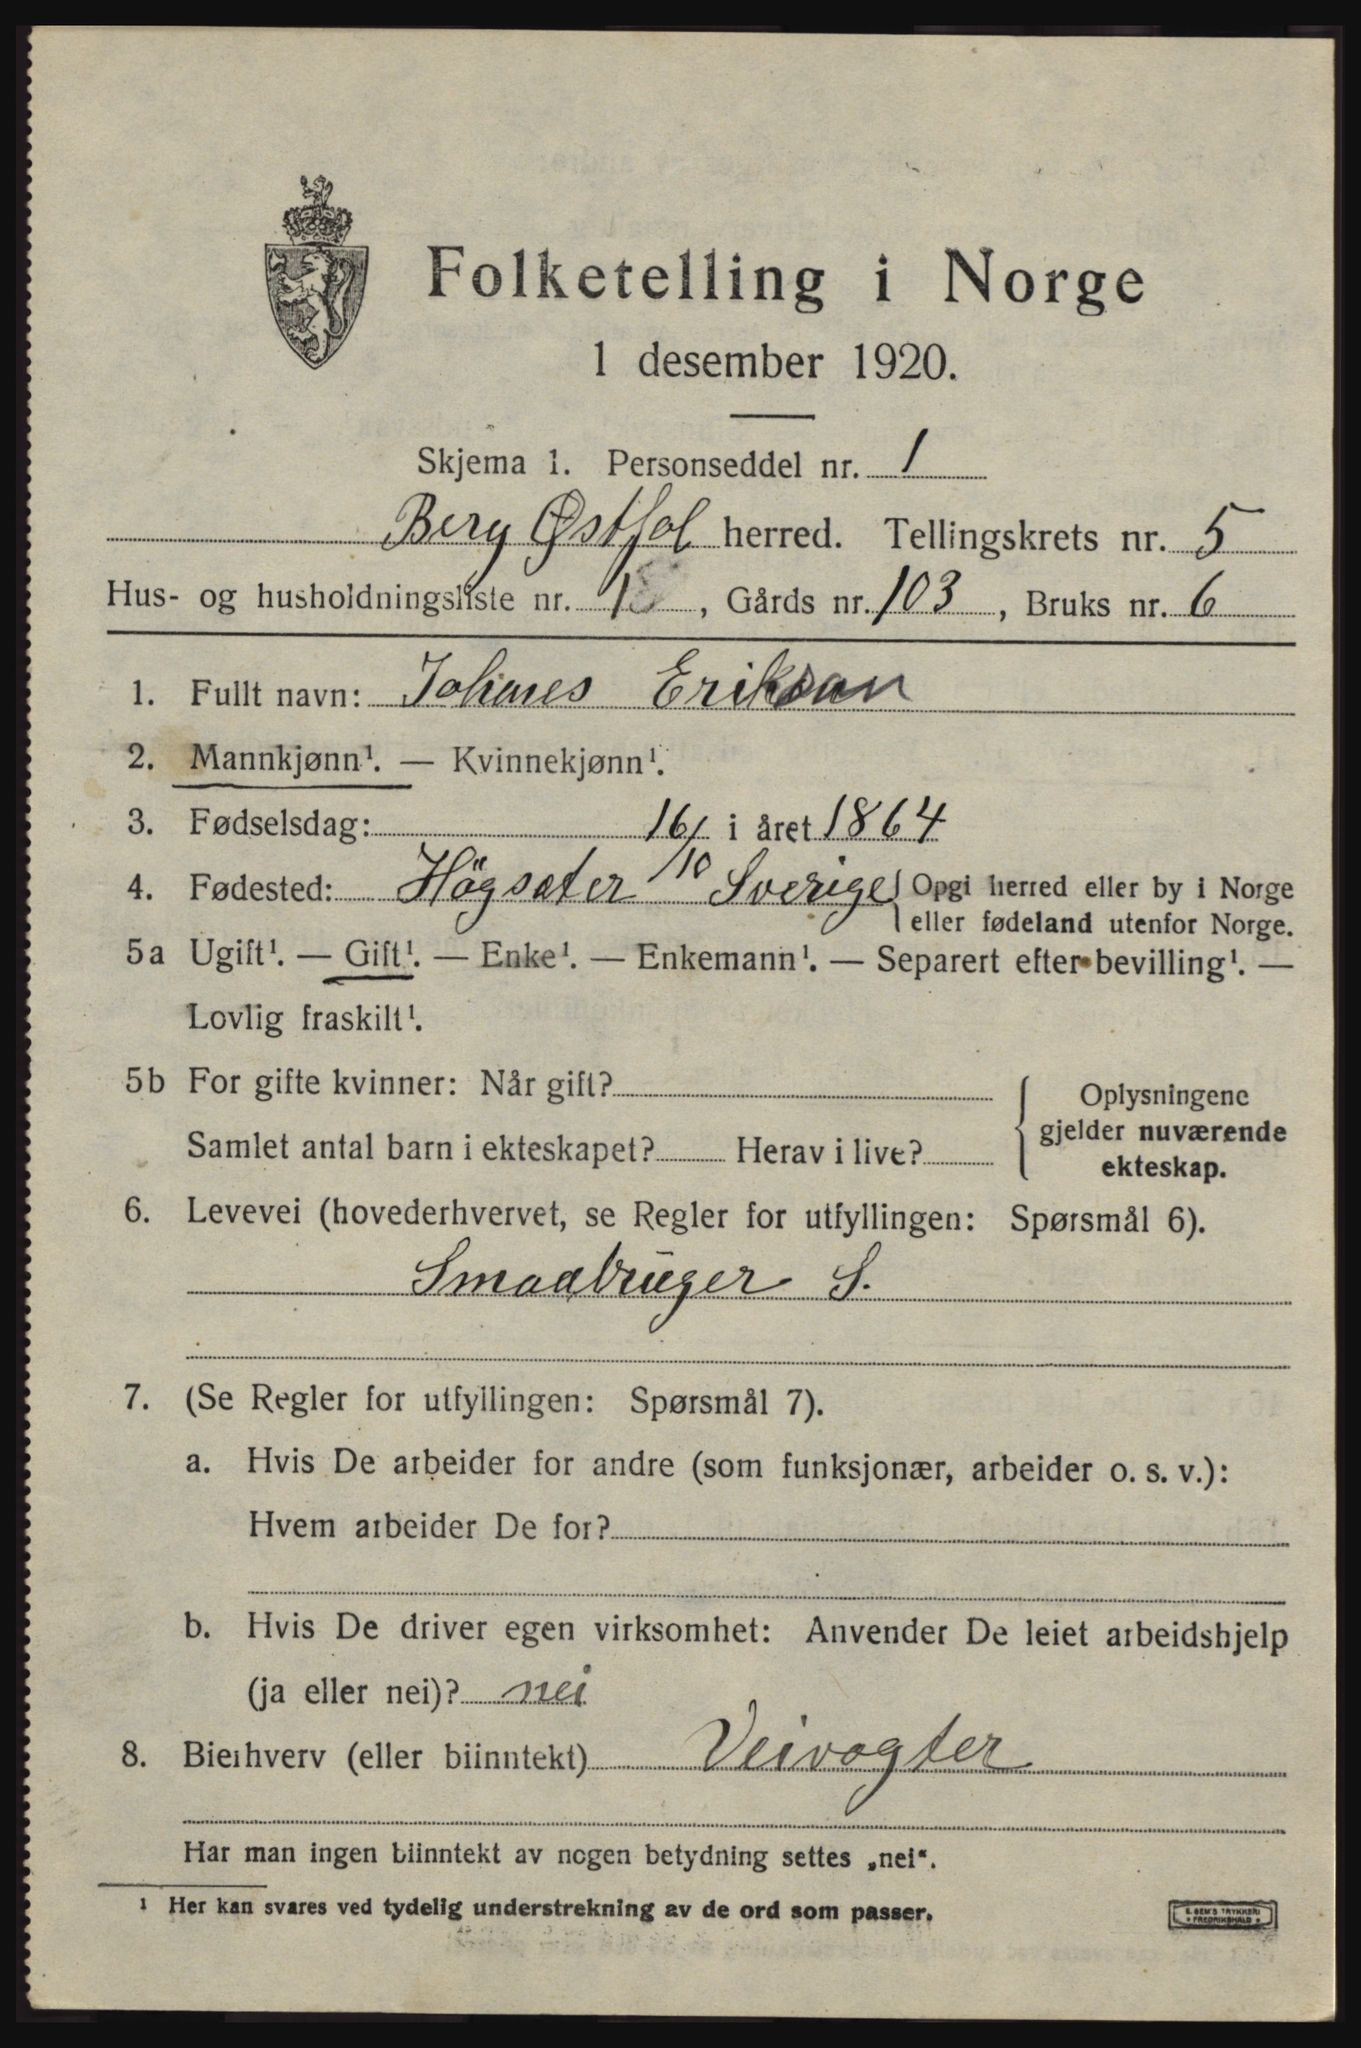 Folketelling i Norge
1 desember 1920.
Skjema 1. Personseddel nr. 1
Berg Østfol herred. Tellingskrets nr. 5
Hus- og husholdningsliste nr. 1 , Gårds nr. 103 , Bruks nr. 6
1. Fullt navn: Johanes Eriksan
2. Mannkjønn¹. — Kvinnekjønn¹.
3. Fødselsdag: 16/10 i året 1864
4. Fødested: Högsater Sverige { Opgi herred eller by i Norge
eller fødeland utenfor Norge.
5a Ugift¹. — Gift¹. — Enke¹. — Enkemann¹. — Separert efter bevilling¹. —
Lovlig fraskilt¹.
5b For gifte kvinner: Når gift?
Samlet antal barn i ekteskapet? Herav i live?
{ Oplysningene
gjelder nuværende
ekteskap.
6. Levevei (hovederhvervet, se Regler for utfyllingen: Spørsmål 6).
Smaabruger S.
7. (Se Regler for utfyllingen: Spørsmål 7).
a. Hvis De arbeider for andre (som funksjonær, arbeider o. s. v.):
Hvem arbeider De for?
b. Hvis De driver egen virksomhet: Anvender De leiet arbeidshjelp
(ja eller nei)? nei
8. Bierhverv (eller biinntekt) Veivogter
Har man ingen biinntekt av nogen betydning settes „nei“.
¹ Her kan svares ved tydelig understrekning av de ord som passer.
E. SEM'S TRYKKERI
• FREDRIKSHALD •